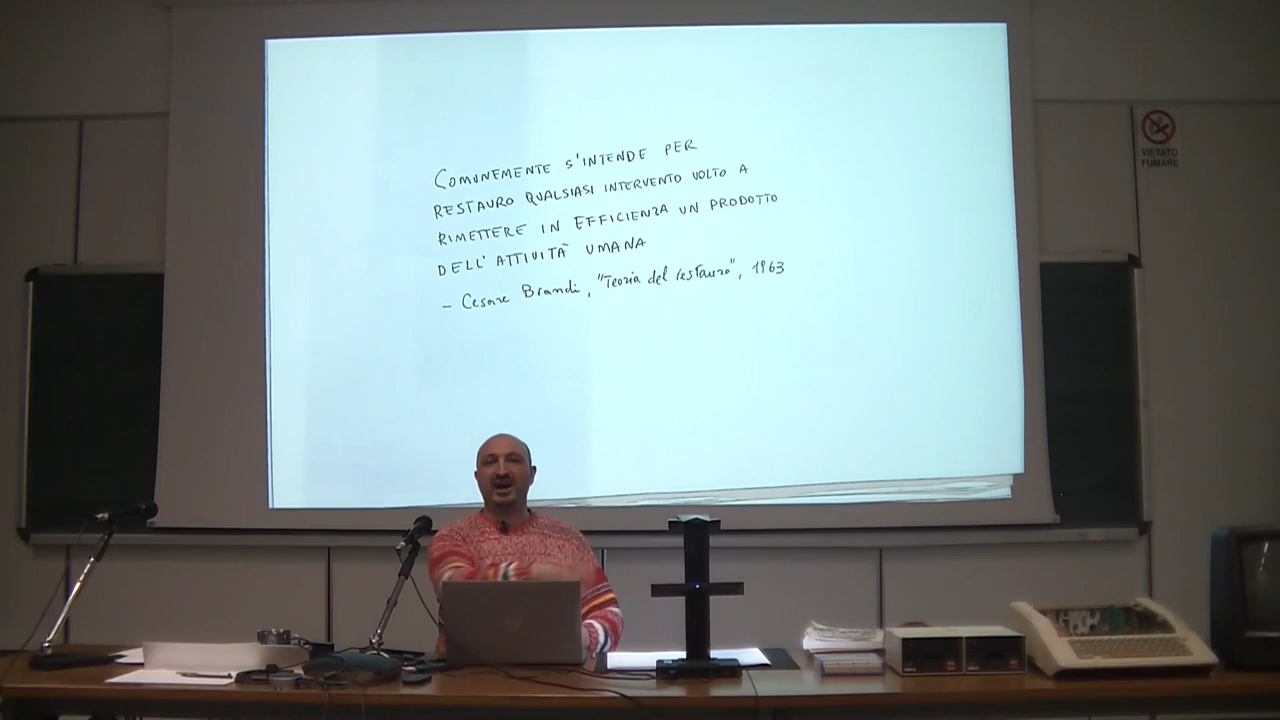 COMUNEMENTE S'INTENDE PER
RESTAURO QUALSIASI INTERVENTO VOLTO A
RIMETTERE IN EFFICIENZA UN PRODOTTO
DELL'ATTIVITÀ UMANA
– Cesare Brandi, "Teoria del restauro", 1963
VIETATO
FUMARE